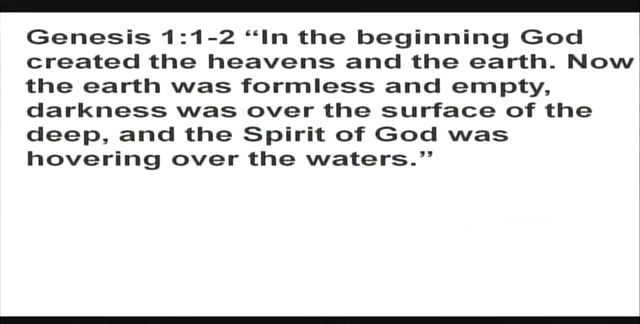 Genesis 1:1-2 “In the beginning God
created the heavens and the earth. Now
the earth was formless and empty,
darkness was over the surface of the
deep, and the Spirit of God was
hovering over the waters.”